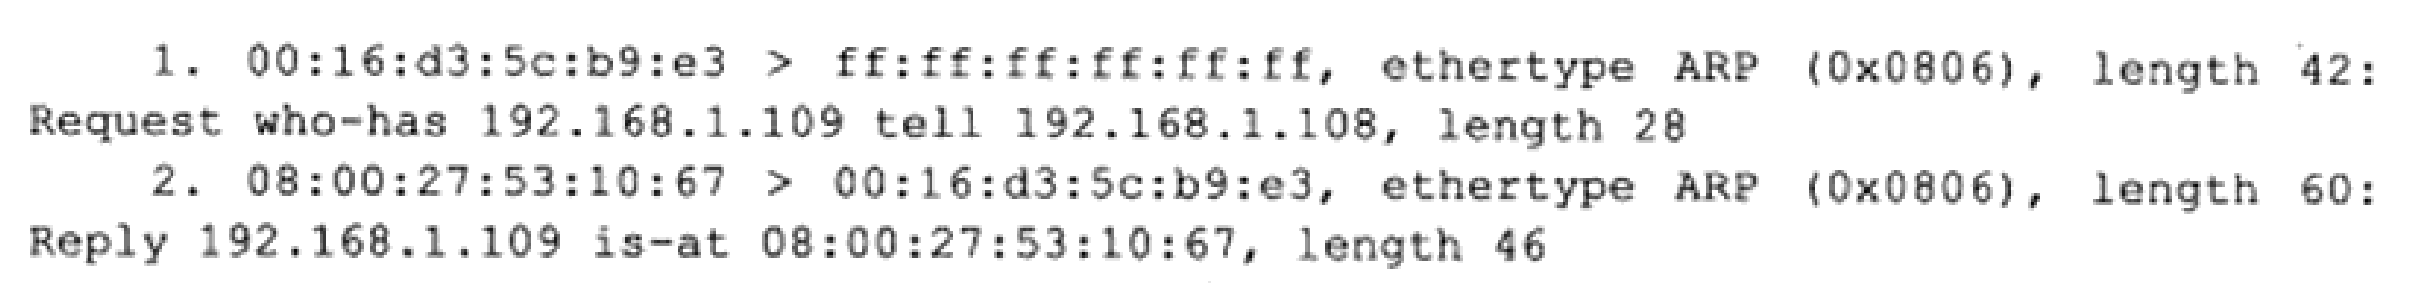 1. 00:16:d3:5c:b9:e3 > ff:ff:ff:ff:ff:ff, ethertype ARP (0x0806), length 42:
Request who-has 192.168.1.109 tell 192.168.1.108, length 28
2. 08:00:27:53:10:67 > 00:16:d3:5c:b9:e3, ethertype ARP (0x0806), length 60:
Reply 192.168.1.109 is-at 08:00:27:53:10:67, length 46